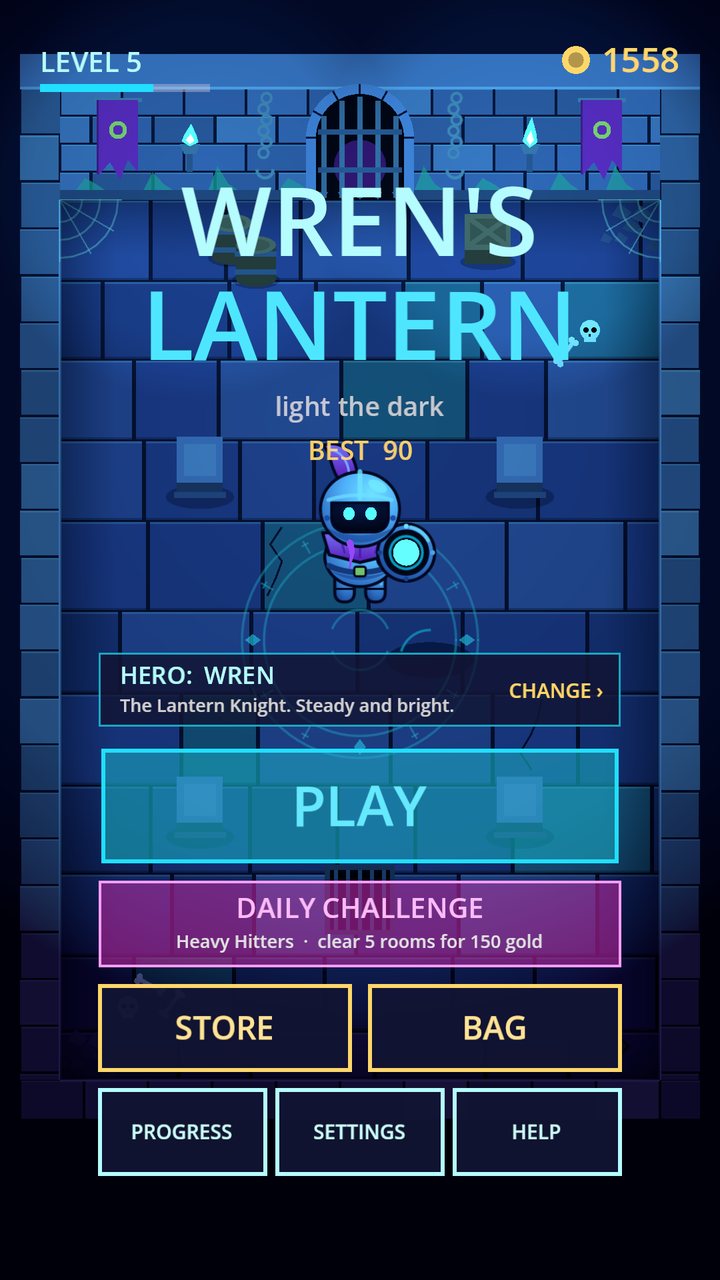 LEVEL 5
1558
WREN'S
LANTERN
light the dark
BEST 90
HERO: WREN
The Lantern Knight. Steady and bright.
CHANGE ›
PLAY
DAILY CHALLENGE
Heavy Hitters · clear 5 rooms for 150 gold
STORE
BAG
PROGRESS
SETTINGS
HELP